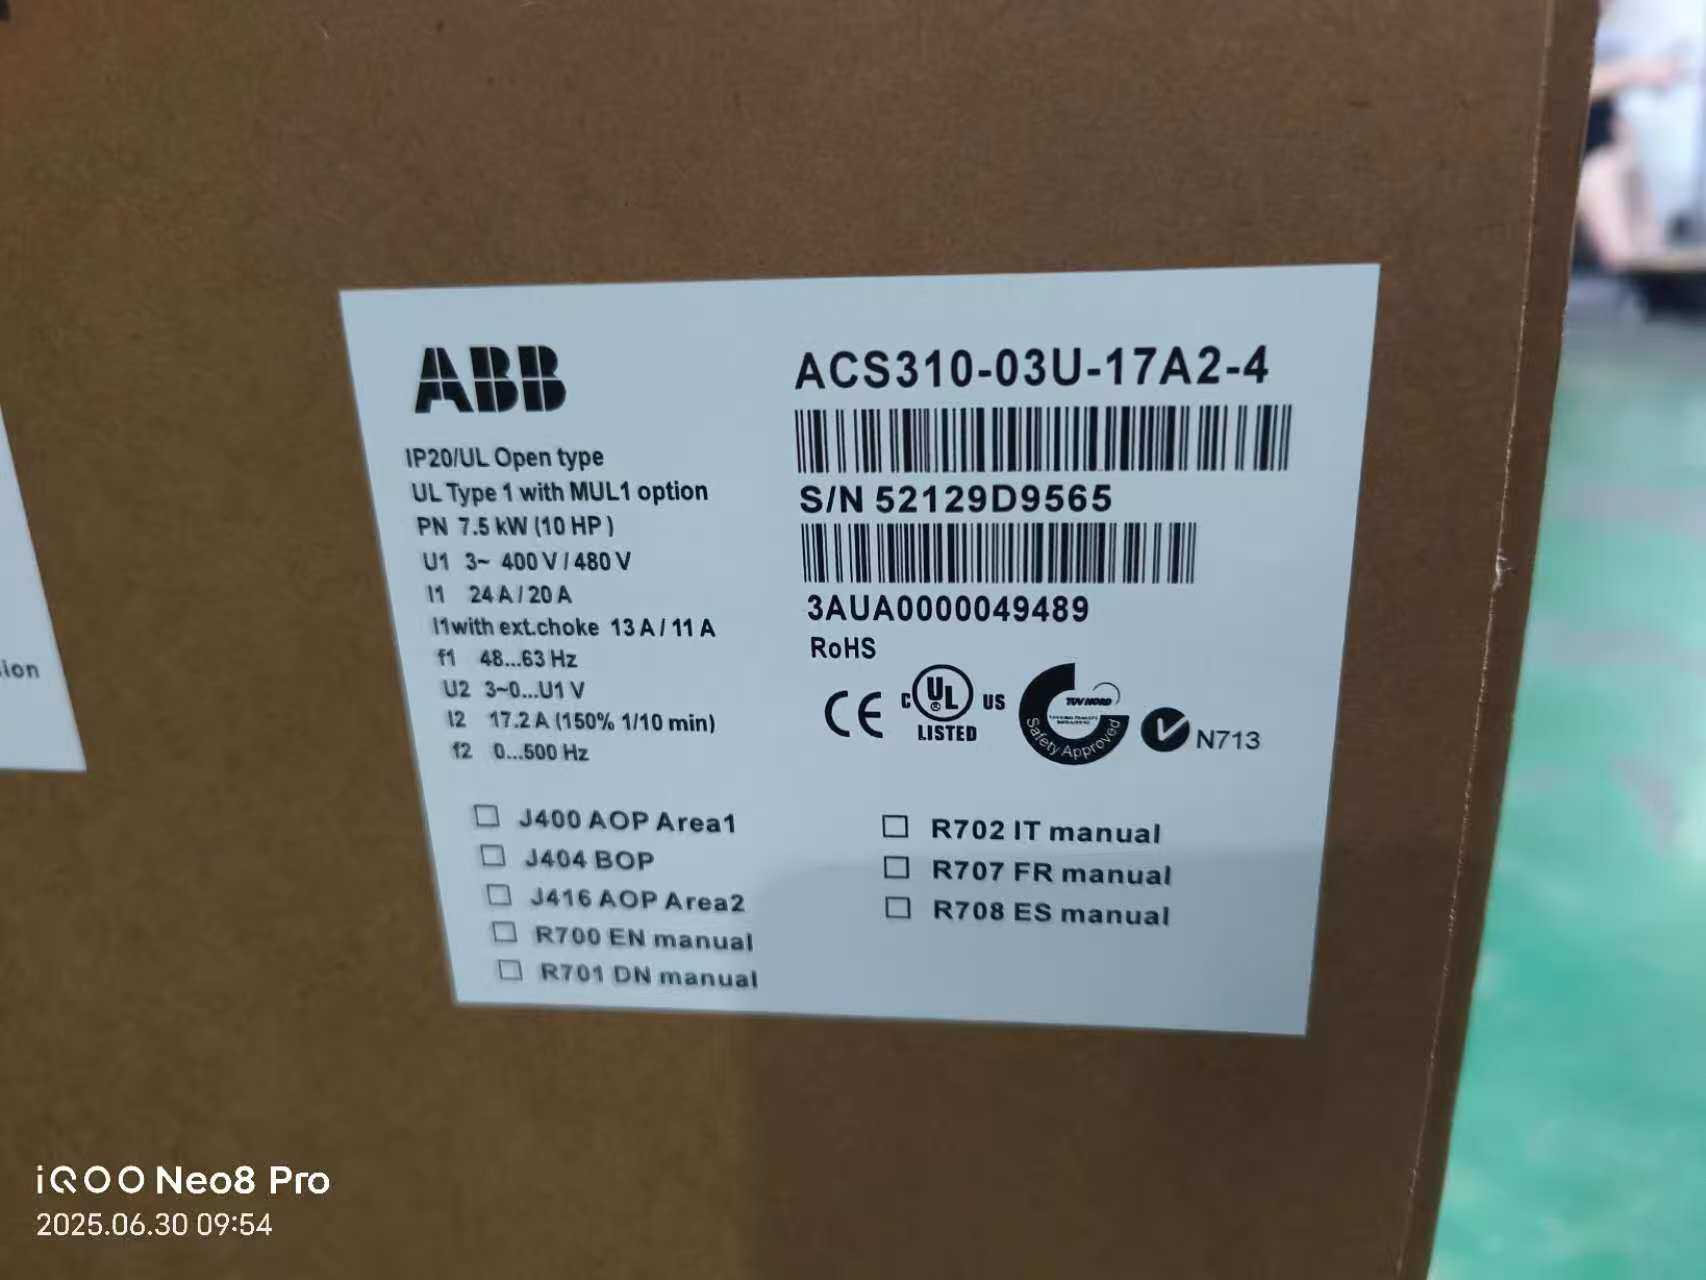 ABB
IP20/UL Open type
UL Type 1 with MUL1 option
PN 7.5 kW (10 HP )
U1 3~ 400 V / 480 V
I1 24 A / 20 A
I1with ext.choke 13 A / 11 A
f1 48...63 Hz
U2 3~0...U1 V
I2 17.2 A (150% 1/10 min)
f2 0...500 Hz
ACS310-03U-17A2-4
S/N 52129D9565
3AUA0000049489
RoHS
CE
C UL US
®
LISTED
TUV NORD
Safety Approved
N713
J400 AOP Area1
J404 BOP
J416 AOP Area2
R700 EN manual
R701 DN manual
R702 IT manual
R707 FR manual
R708 ES manual
ion
iQOO Neo8 Pro
2025.06.30 09:54